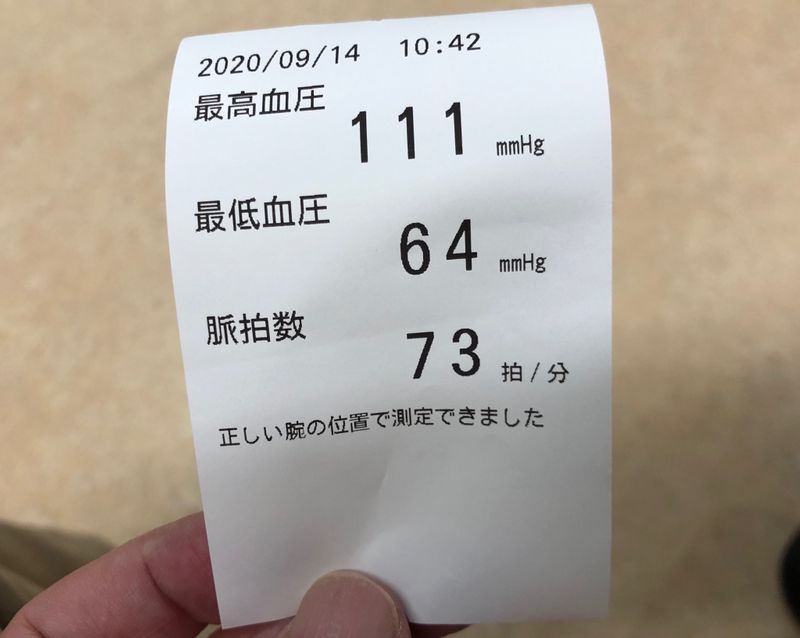 2020/09/14 10:42
最高血圧
111 mmHg
最低血圧
64 mmHg
脈拍数
73 拍/分
正しい腕の位置で測定できました